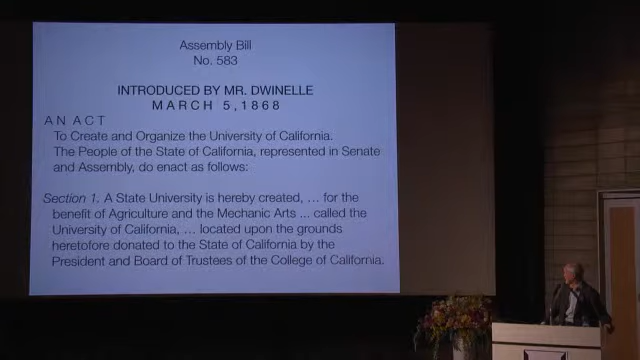 Assembly Bill
No. 583
INTRODUCED BY MR. DWINELLE
MARCH 5, 1868
AN ACT
To Create and Organize the University of California.
The People of the State of California, represented in Senate
and Assembly, do enact as follows:
Section 1. A State University is hereby created, ... for the
benefit of Agriculture and the Mechanic Arts ... called the
University of California, ... located upon the grounds
heretofore donated to the State of California by the
President and Board of Trustees of the College of California.